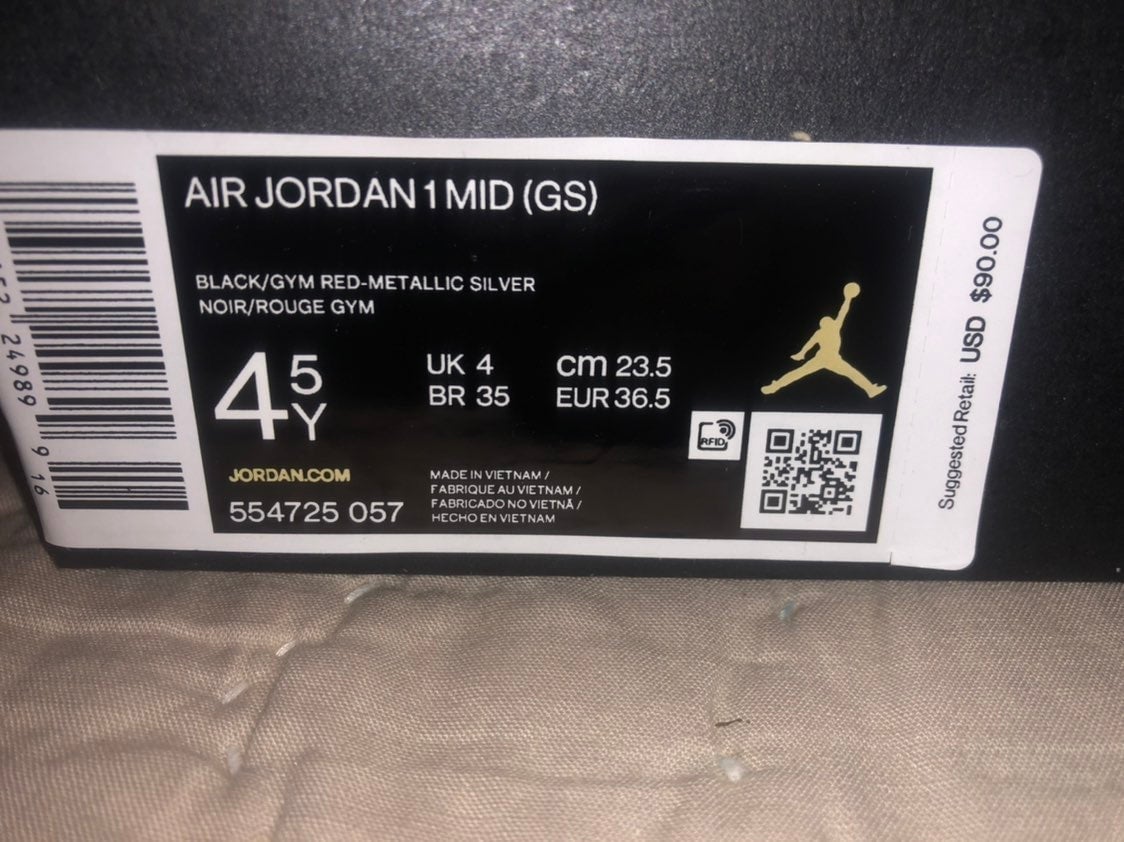 AIR JORDAN 1 MID (GS)
BLACK/GYM RED-METALLIC SILVER
NOIR/ROUGE GYM
4 5 Y
UK 4 cm 23.5
BR 35 EUR 36.5
RFID
JORDAN.COM
554725 057
MADE IN VIETNAM /
FABRIQUE AU VIETNAM /
FABRICADO NO VIETNÃ /
HECHO EN VIETNAM
Suggested Retail: USD $90.00
24989 9 16